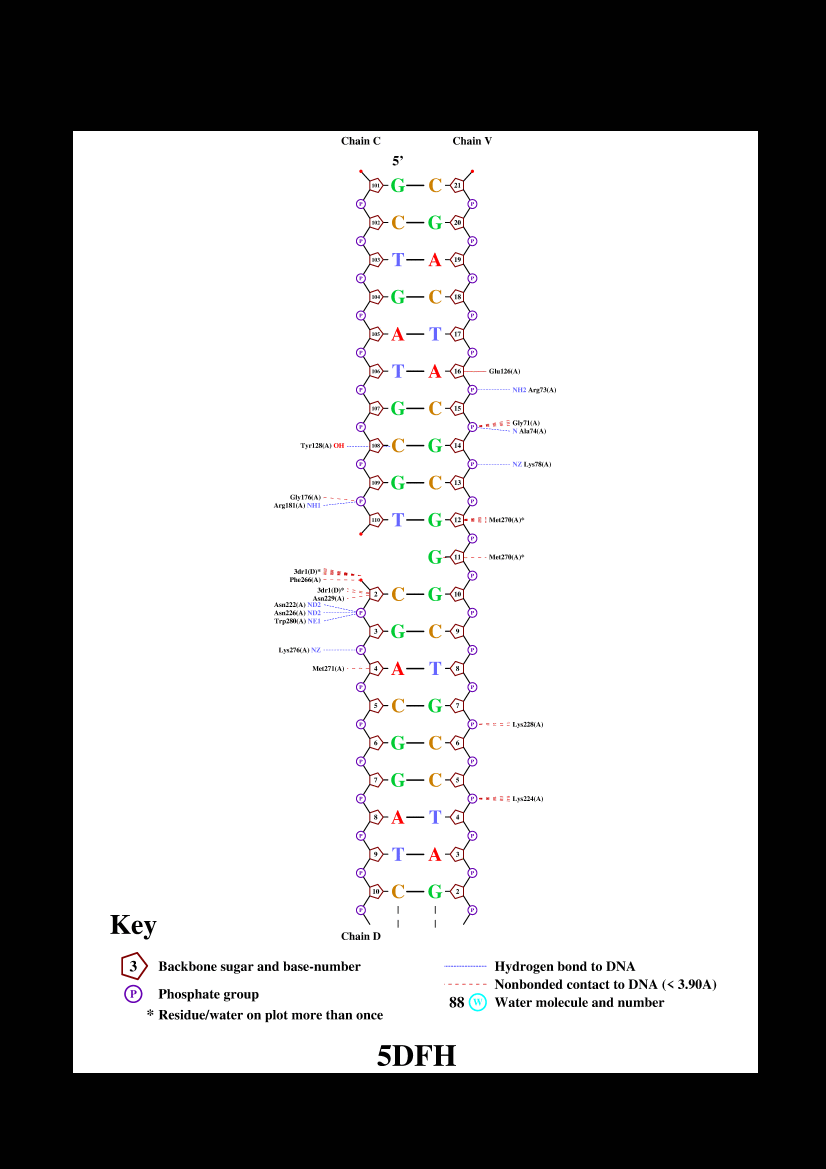 Chain C Chain V
5'
101 G C 21
P P
102 C G 20
P P
103 T A 19
P P
104 G C 18
P P
105 A T 17
P P
106 T A 16 Glu126(A)
P P NH2 Arg73(A)
107 G C 15
P P Gly71(A)
N Ala74(A)
Tyr128(A) OH 108 C G 14
P P NZ Lys78(A)
109 G C 13
Gly176(A)
Arg181(A) NH1 P P
110 T G 12 Met270(A)*
P
G 11 Met270(A)*
3dr1(D)*
P
Phe266(A)
3dr1(D)*
2 C G 10
Asn229(A)
Asn222(A) ND2
Asn226(A) ND2 P P
Trp280(A) NE1
3 G C 9
Lys276(A) NZ P P
Met271(A) 4 A T 8
P P
5 C G 7
P P Lys228(A)
6 G C 6
P P
7 G C 5
P P Lys224(A)
8 A T 4
P P
9 T A 3
P P
10 C G 2
P P
Chain D
Key
3 Backbone sugar and base-number
P Phosphate group
* Residue/water on plot more than once
Hydrogen bond to DNA
Nonbonded contact to DNA (< 3.90A)
88 W Water molecule and number
5DFH